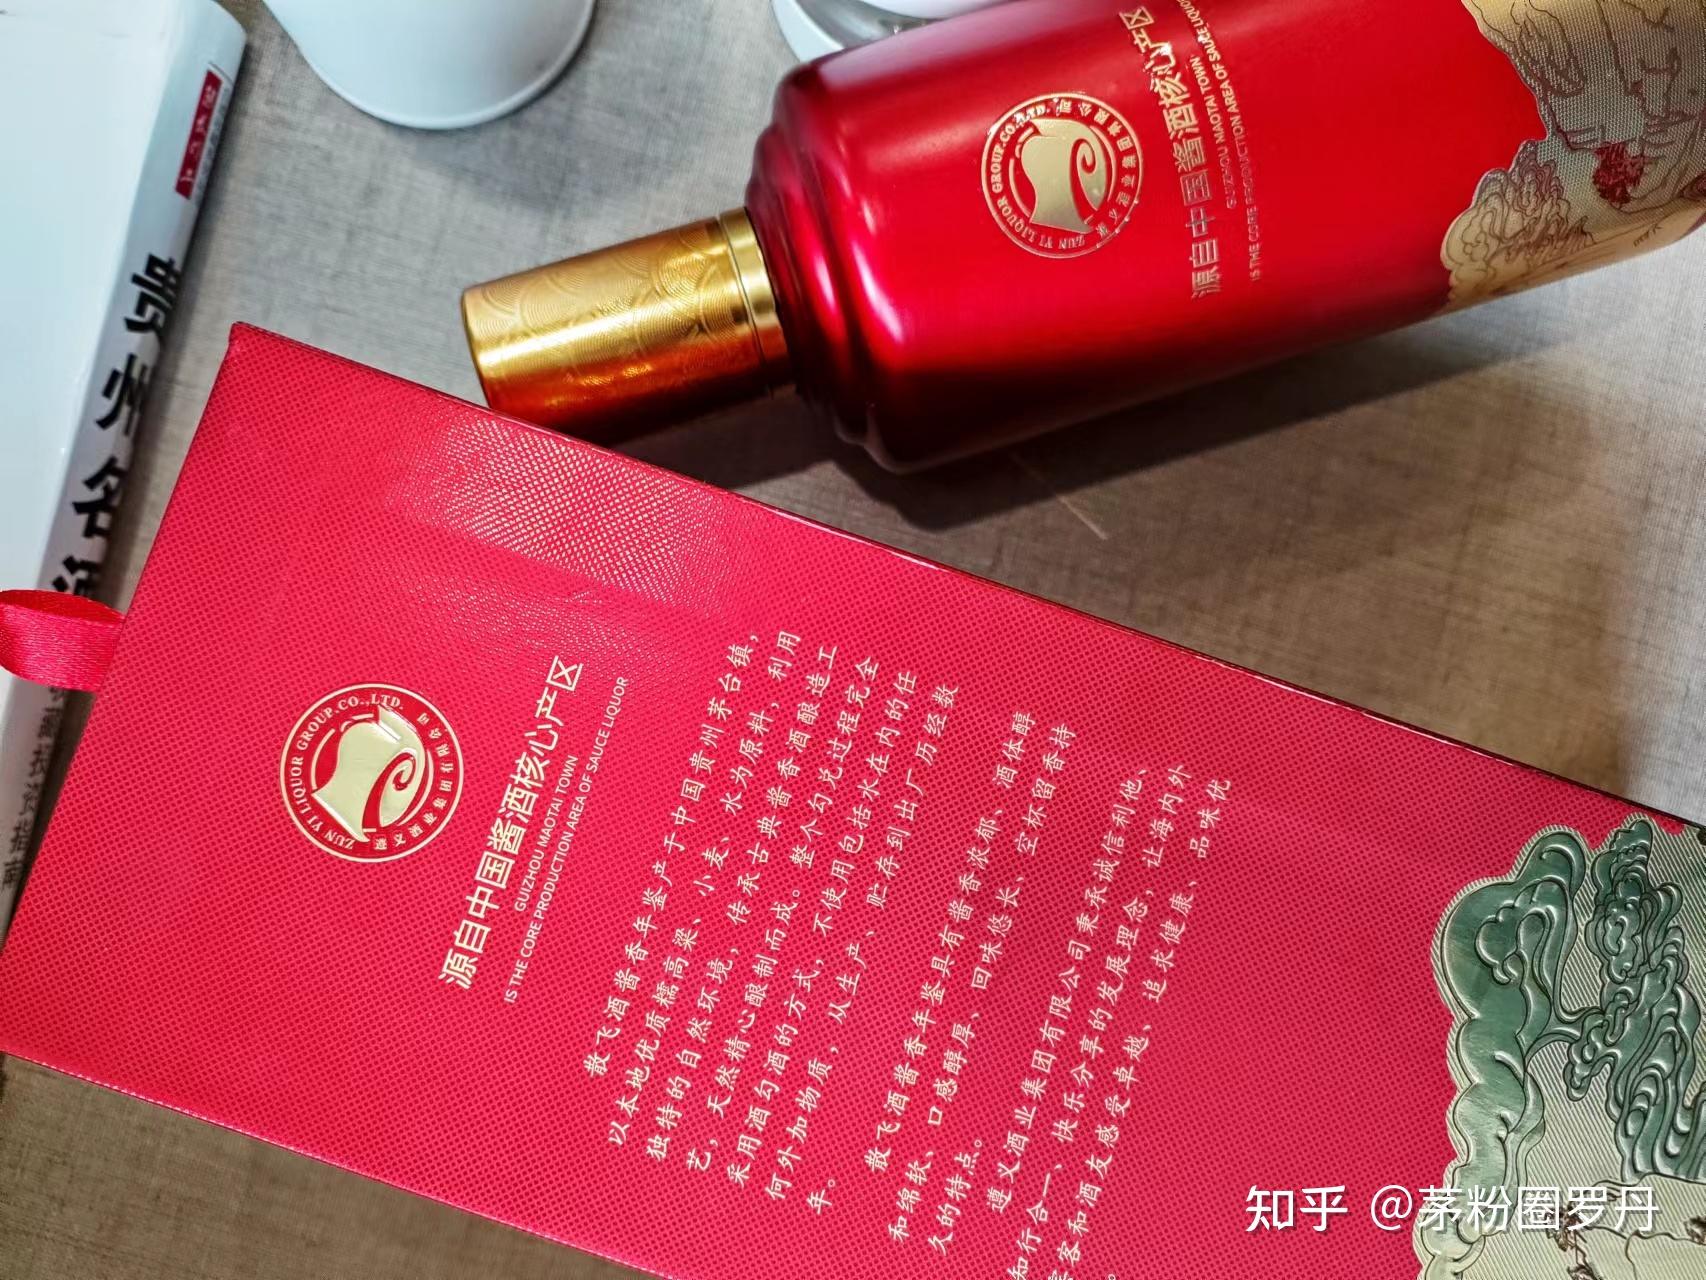 ZUN YI LIQUOR GROUP.CO.,LTD.
源自中国酱酒核心产区
GUIZHOU MAOTAI TOWN
IS THE CORE PRODUCTION AREA OF SAUCE LIQUOR
ZUN YI LIQUOR GROUP.CO.,LTD.
源自中国酱酒核心产区
GUIZHOU MAOTAI TOWN
IS THE CORE PRODUCTION AREA OF SAUCE LIQUOR
散飞酒酱香年鉴产于中国贵州茅台镇，
以本地优质糯高粱、小麦、水为原料，利用
独特的自然环境，传承古典酱香酒酿造工
艺，天然精心酿制而成。整个勾兑过程完全
采用酒勾酒的方式，不使用包括水在内的任
何外加物质，从生产、贮存到出厂历经数
年。
散飞酒酱香年鉴具有酱香浓郁、酒体醇
和绵软、口感醇厚、回味悠长、空杯留香持
久的特点。
遵义酒业集团有限公司秉承诚信利他、
知行合一、快乐分享的发展理念，让海内外
宾客和酒友感受卓越、追求健康、品味优
知乎 @茅粉圈罗丹